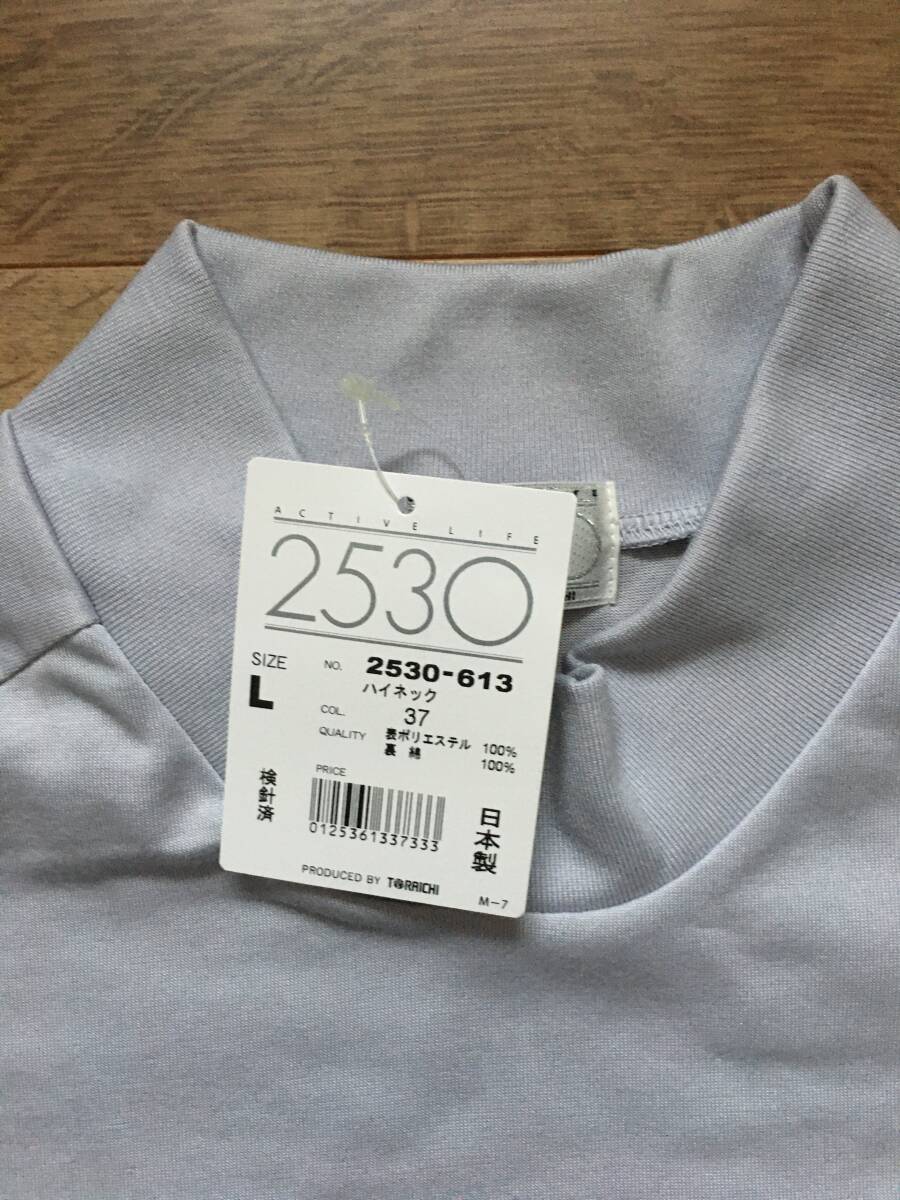 ACTIVE LIFE
2530
SIZE
L
NO. 2530-613
ハイネック
COL. 37
QUALITY 表ポリエステル 100%
裏 綿 100%
PRICE
検針済
0125361337333
日本製
PRODUCED BY TORAICHI
M-7
HI